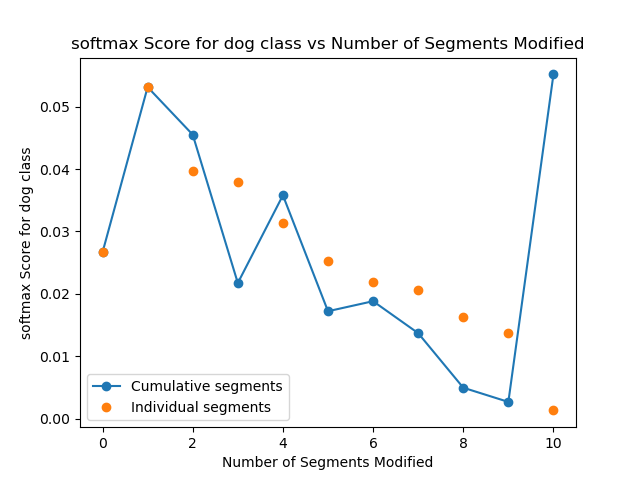 softmax Score for dog class vs Number of Segments Modified
softmax Score for dog class
0.05
0.04
0.03
0.02
0.01
0.00
Cumulative segments
Individual segments
0 2 4 6 8 10
Number of Segments Modified